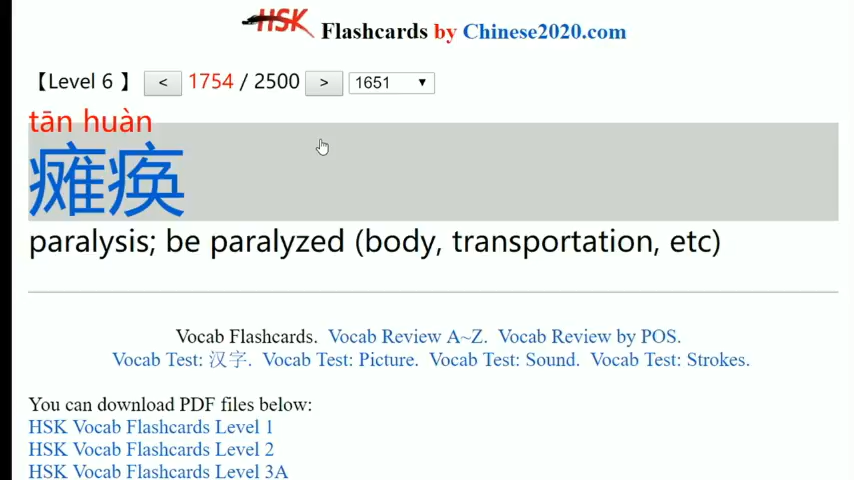 HSK Flashcards by Chinese2020.com
【Level 6 】 < 1754 / 2500 > 1651 ▼
tān huàn
瘫痪
paralysis; be paralyzed (body, transportation, etc)
Vocab Flashcards. Vocab Review A~Z. Vocab Review by POS.
Vocab Test: 汉字. Vocab Test: Picture. Vocab Test: Sound. Vocab Test: Strokes.
You can download PDF files below:
HSK Vocab Flashcards Level 1
HSK Vocab Flashcards Level 2
HSK Vocab Flashcards Level 3A